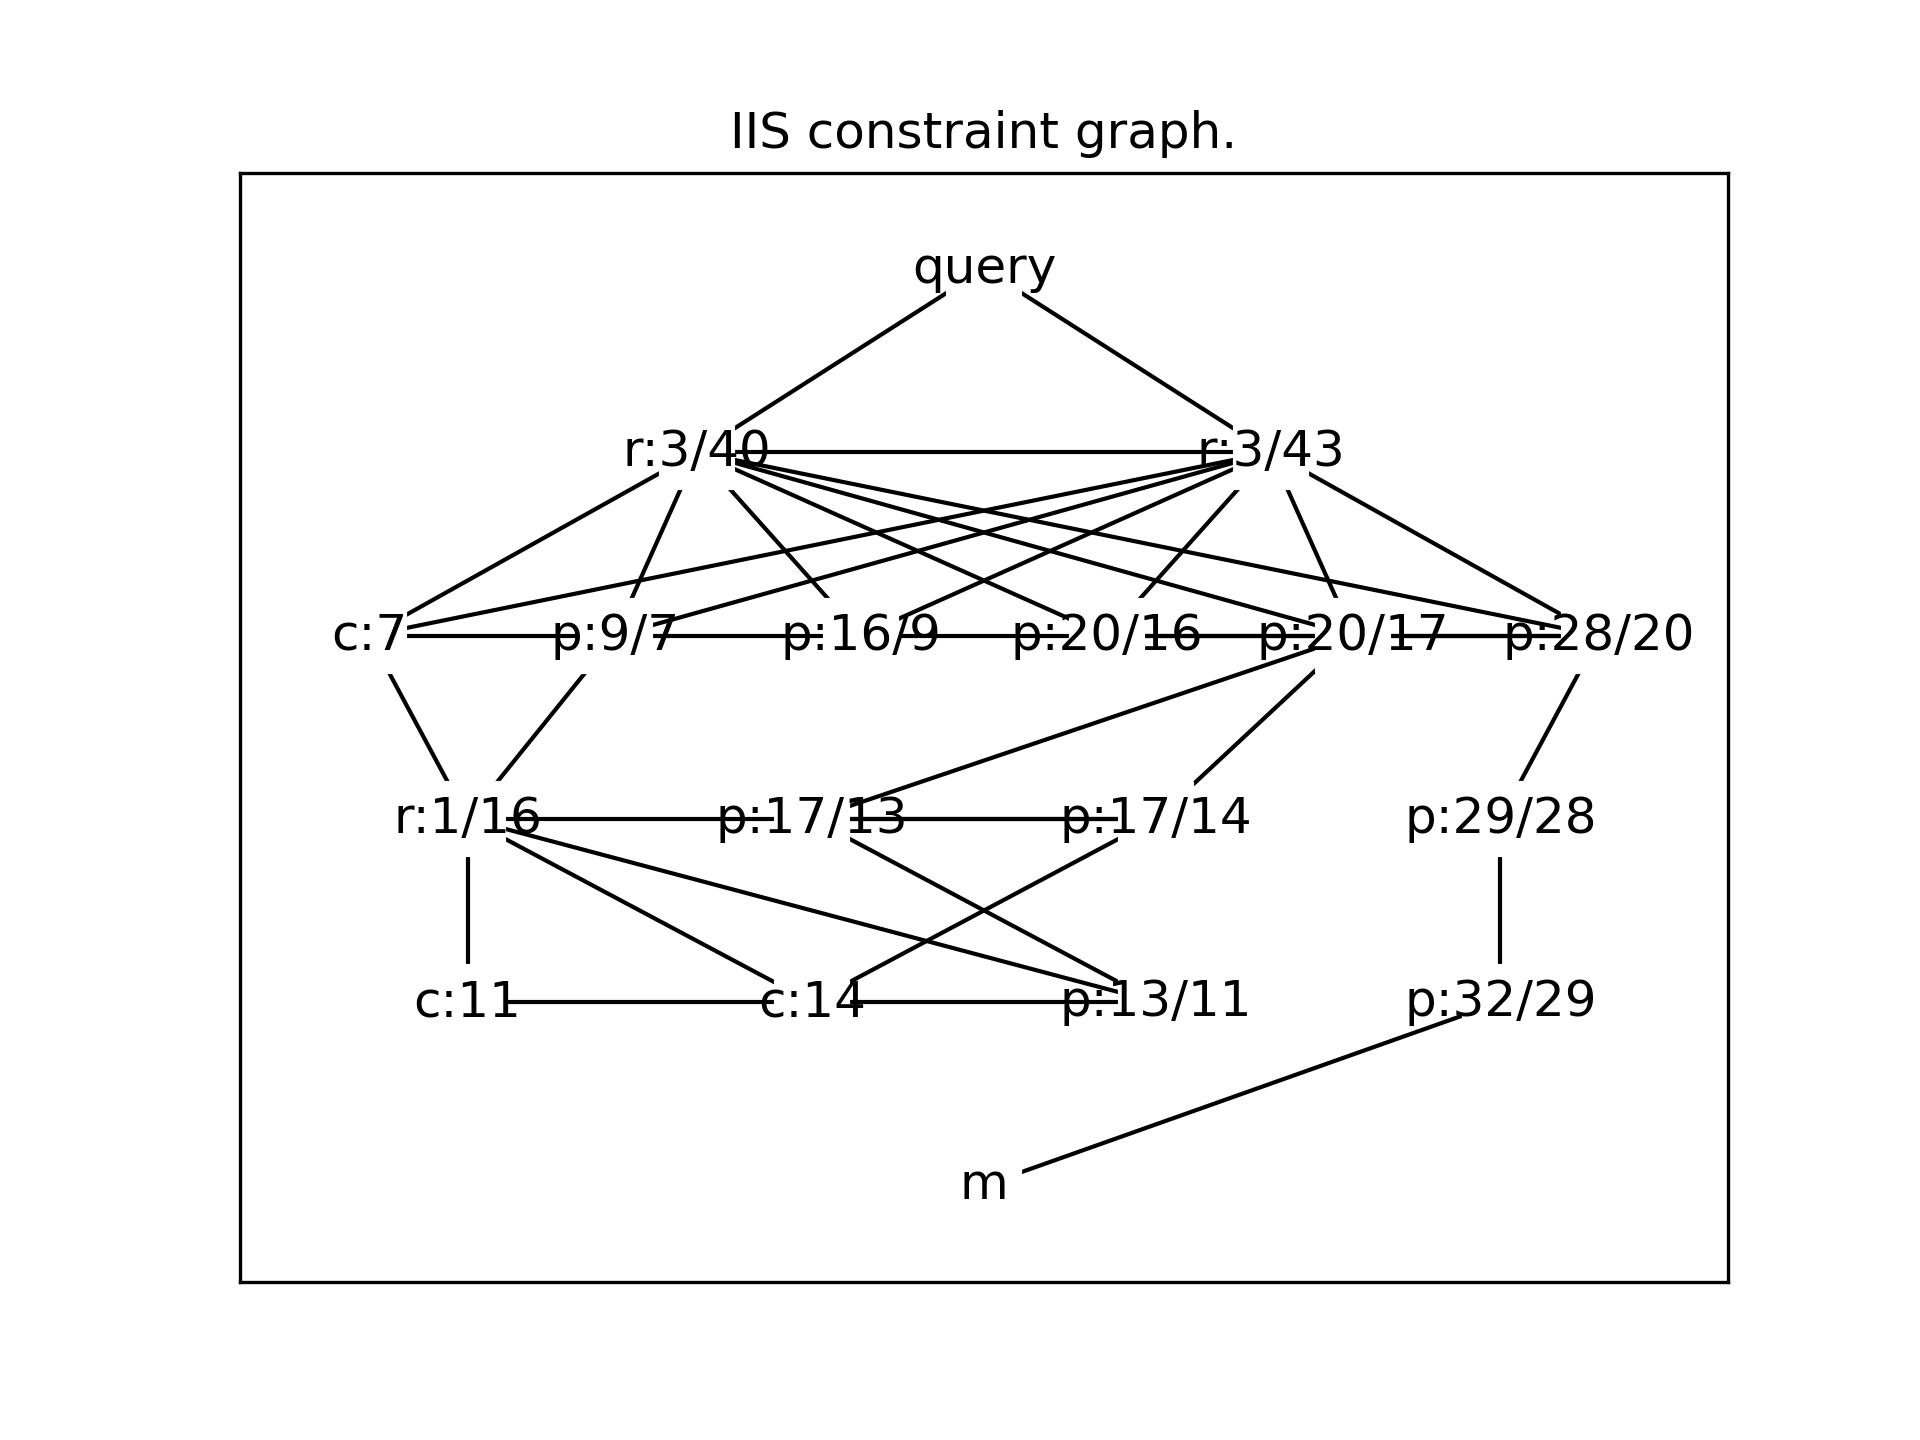 IIS constraint graph.
query
r:3/40 r:3/43
c:7 p:9/7 p:16/9 p:20/16 p:20/17 p:28/20
r:1/16 p:17/13 p:17/14 p:29/28
c:11 c:14 p:13/11 p:32/29
m